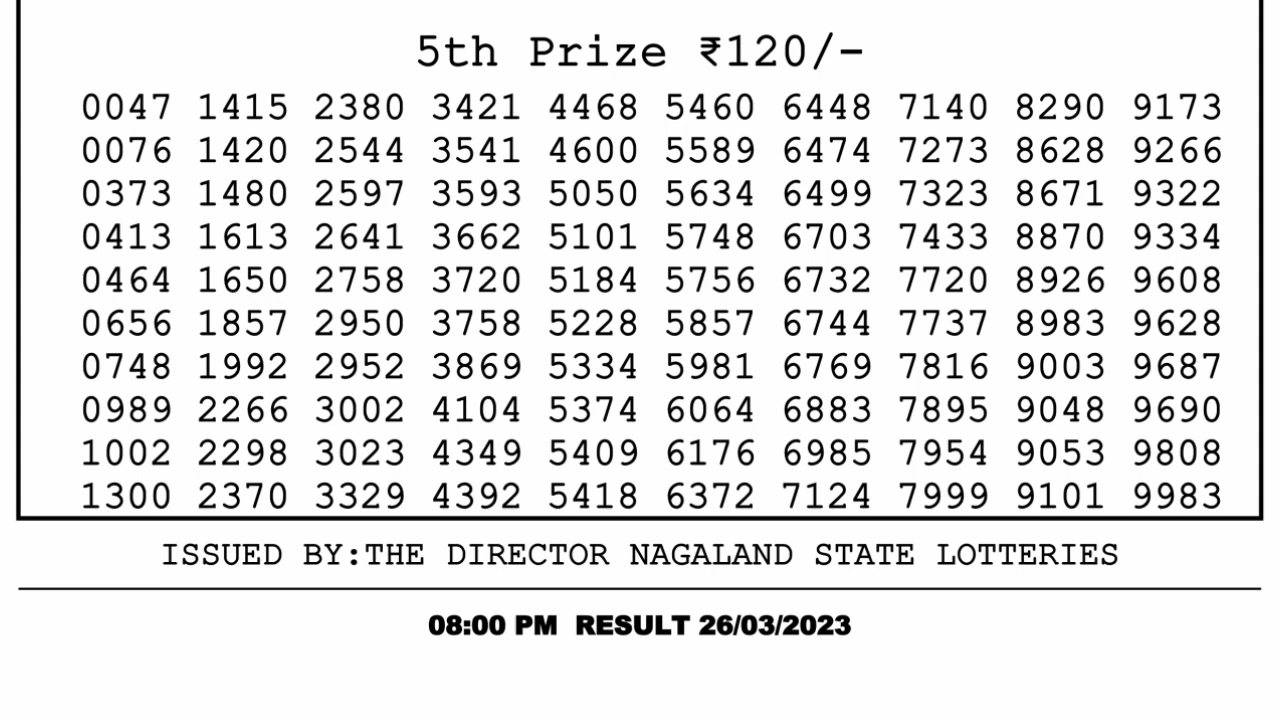 5th Prize ₹120/-
0047 1415 2380 3421 4468 5460 6448 7140 8290 9173
0076 1420 2544 3541 4600 5589 6474 7273 8628 9266
0373 1480 2597 3593 5050 5634 6499 7323 8671 9322
0413 1613 2641 3662 5101 5748 6703 7433 8870 9334
0464 1650 2758 3720 5184 5756 6732 7720 8926 9608
0656 1857 2950 3758 5228 5857 6744 7737 8983 9628
0748 1992 2952 3869 5334 5981 6769 7816 9003 9687
0989 2266 3002 4104 5374 6064 6883 7895 9048 9690
1002 2298 3023 4349 5409 6176 6985 7954 9053 9808
1300 2370 3329 4392 5418 6372 7124 7999 9101 9983
ISSUED BY:THE DIRECTOR NAGALAND STATE LOTTERIES
08:00 PM RESULT 26/03/2023